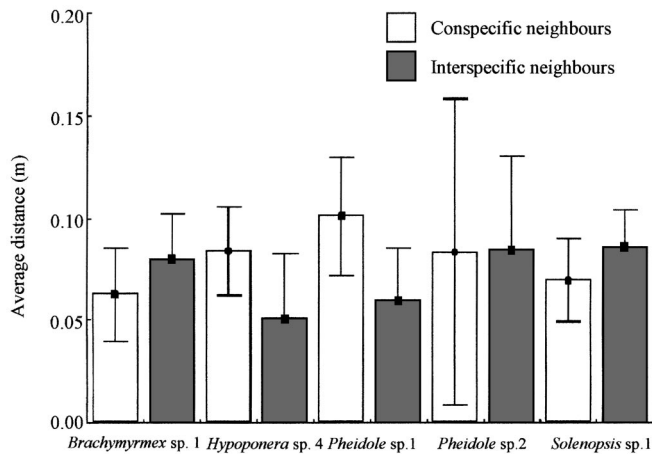 0.20
Conspecific neighbours
Interspecific neighbours
0.15
0.10
0.05
0.00
Average distance (m)
Brachymyrmex sp. 1 Hypoponera sp. 4 Pheidole sp.1 Pheidole sp.2 Solenopsis sp.1